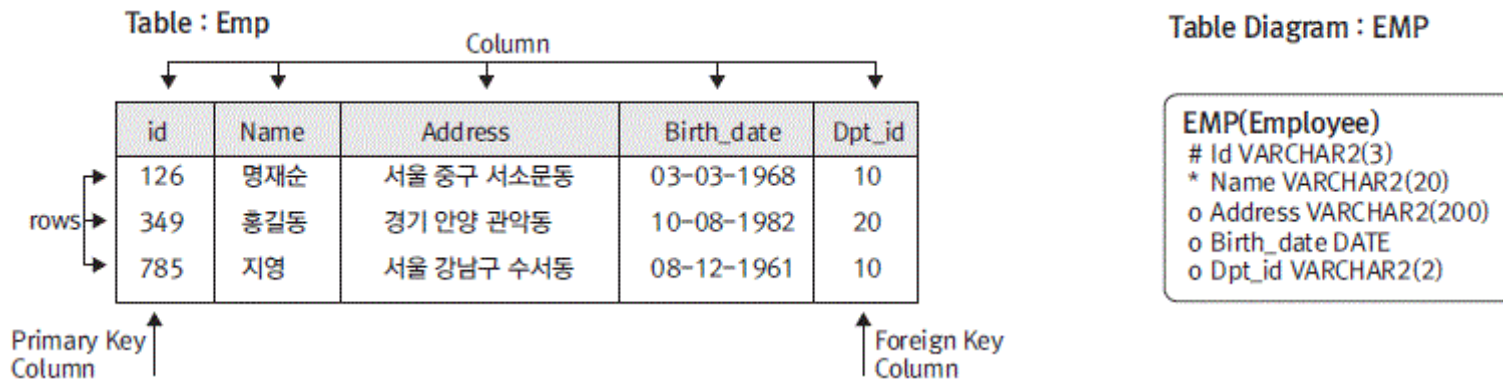 Table : Emp
Column
id Name Address Birth_date Dpt_id
rows
126 명재순 서울 중구 서소문동 03-03-1968 10
349 홍길동 경기 안양 관악동 10-08-1982 20
785 지영 서울 강남구 수서동 08-12-1961 10
Primary Key
Column
Foreign Key
Column
Table Diagram : EMP
EMP(Employee)
# Id VARCHAR2(3)
* Name VARCHAR2(20)
o Address VARCHAR2(200)
o Birth_date DATE
o Dpt_id VARCHAR2(2)